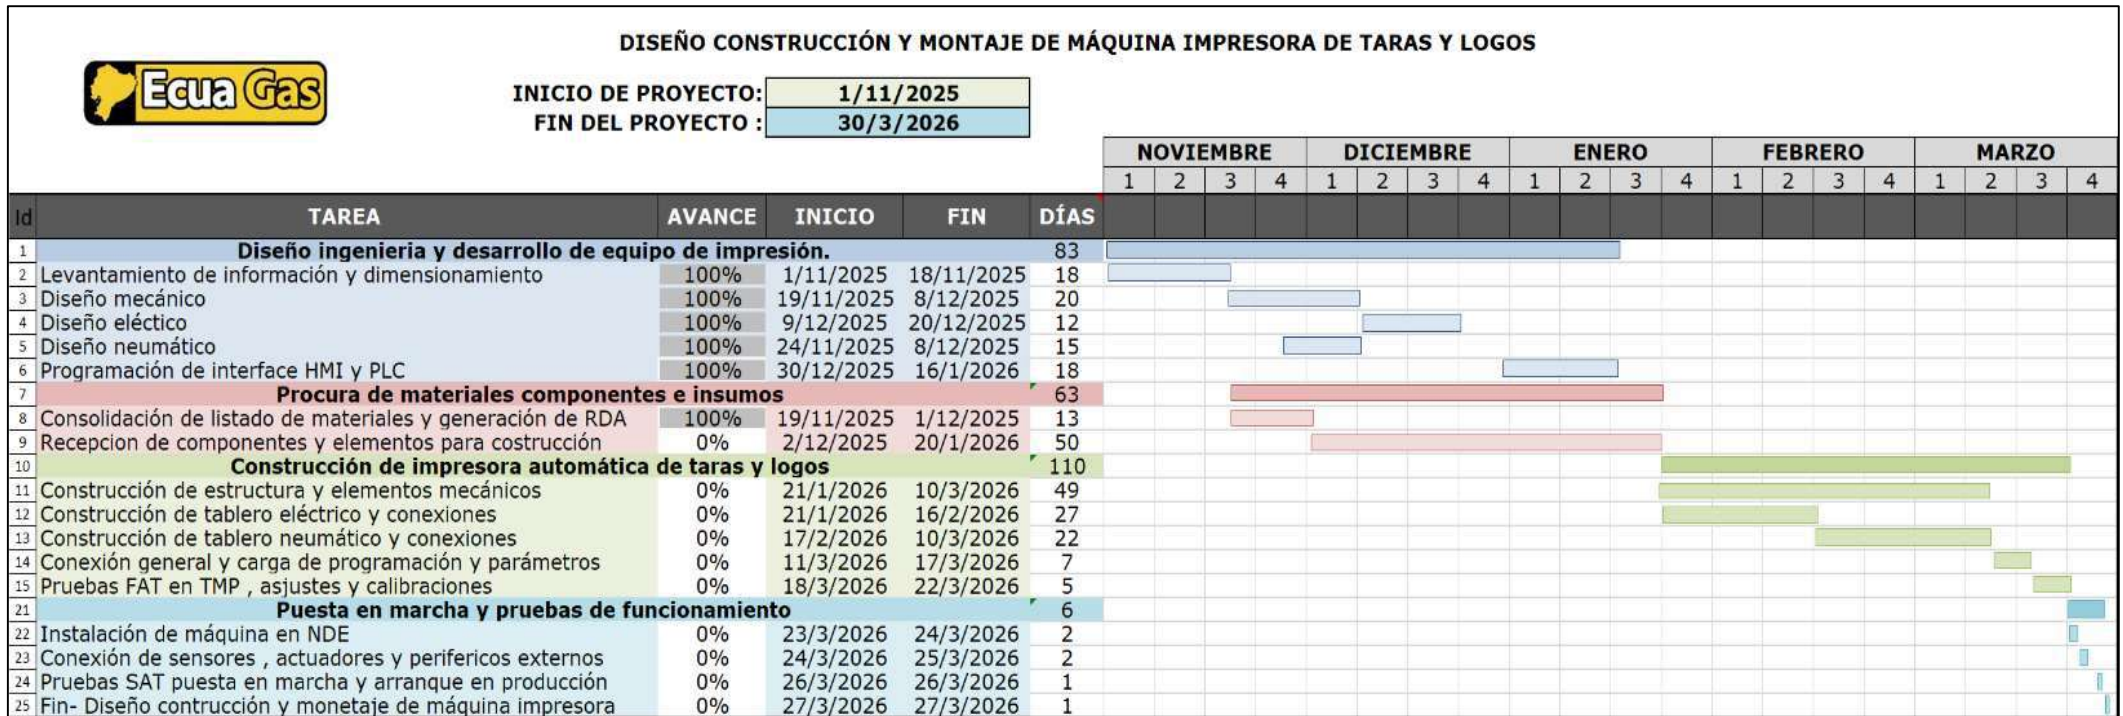 DISEÑO CONSTRUCCIÓN Y MONTAJE DE MÁQUINA IMPRESORA DE TARAS Y LOGOS
Ecua Gas
INICIO DE PROYECTO: 1/11/2025
FIN DEL PROYECTO : 30/3/2026
NOVIEMBRE DICIEMBRE ENERO FEBRERO MARZO
1 2 3 4 1 2 3 4 1 2 3 4 1 2 3 4 1 2 3 4
Id TAREA AVANCE INICIO FIN DÍAS
1 Diseño ingenieria y desarrollo de equipo de impresión. 83
2 Levantamiento de información y dimensionamiento 100% 1/11/2025 18/11/2025 18
3 Diseño mecánico 100% 19/11/2025 8/12/2025 20
4 Diseño eléctico 100% 9/12/2025 20/12/2025 12
5 Diseño neumático 100% 24/11/2025 8/12/2025 15
6 Programación de interface HMI y PLC 100% 30/12/2025 16/1/2026 18
7 Procura de materiales componentes e insumos 63
8 Consolidación de listado de materiales y generación de RDA 100% 19/11/2025 1/12/2025 13
9 Recepcion de componentes y elementos para costrucción 0% 2/12/2025 20/1/2026 50
10 Construcción de impresora automática de taras y logos 110
11 Construcción de estructura y elementos mecánicos 0% 21/1/2026 10/3/2026 49
12 Construcción de tablero eléctrico y conexiones 0% 21/1/2026 16/2/2026 27
13 Construcción de tablero neumático y conexiones 0% 17/2/2026 10/3/2026 22
14 Conexión general y carga de programación y parámetros 0% 11/3/2026 17/3/2026 7
15 Pruebas FAT en TMP , asjustes y calibraciones 0% 18/3/2026 22/3/2026 5
21 Puesta en marcha y pruebas de funcionamiento 6
22 Instalación de máquina en NDE 0% 23/3/2026 24/3/2026 2
23 Conexión de sensores , actuadores y perifericos externos 0% 24/3/2026 25/3/2026 2
24 Pruebas SAT puesta en marcha y arranque en producción 0% 26/3/2026 26/3/2026 1
25 Fin- Diseño contrucción y monetaje de máquina impresora 0% 27/3/2026 27/3/2026 1